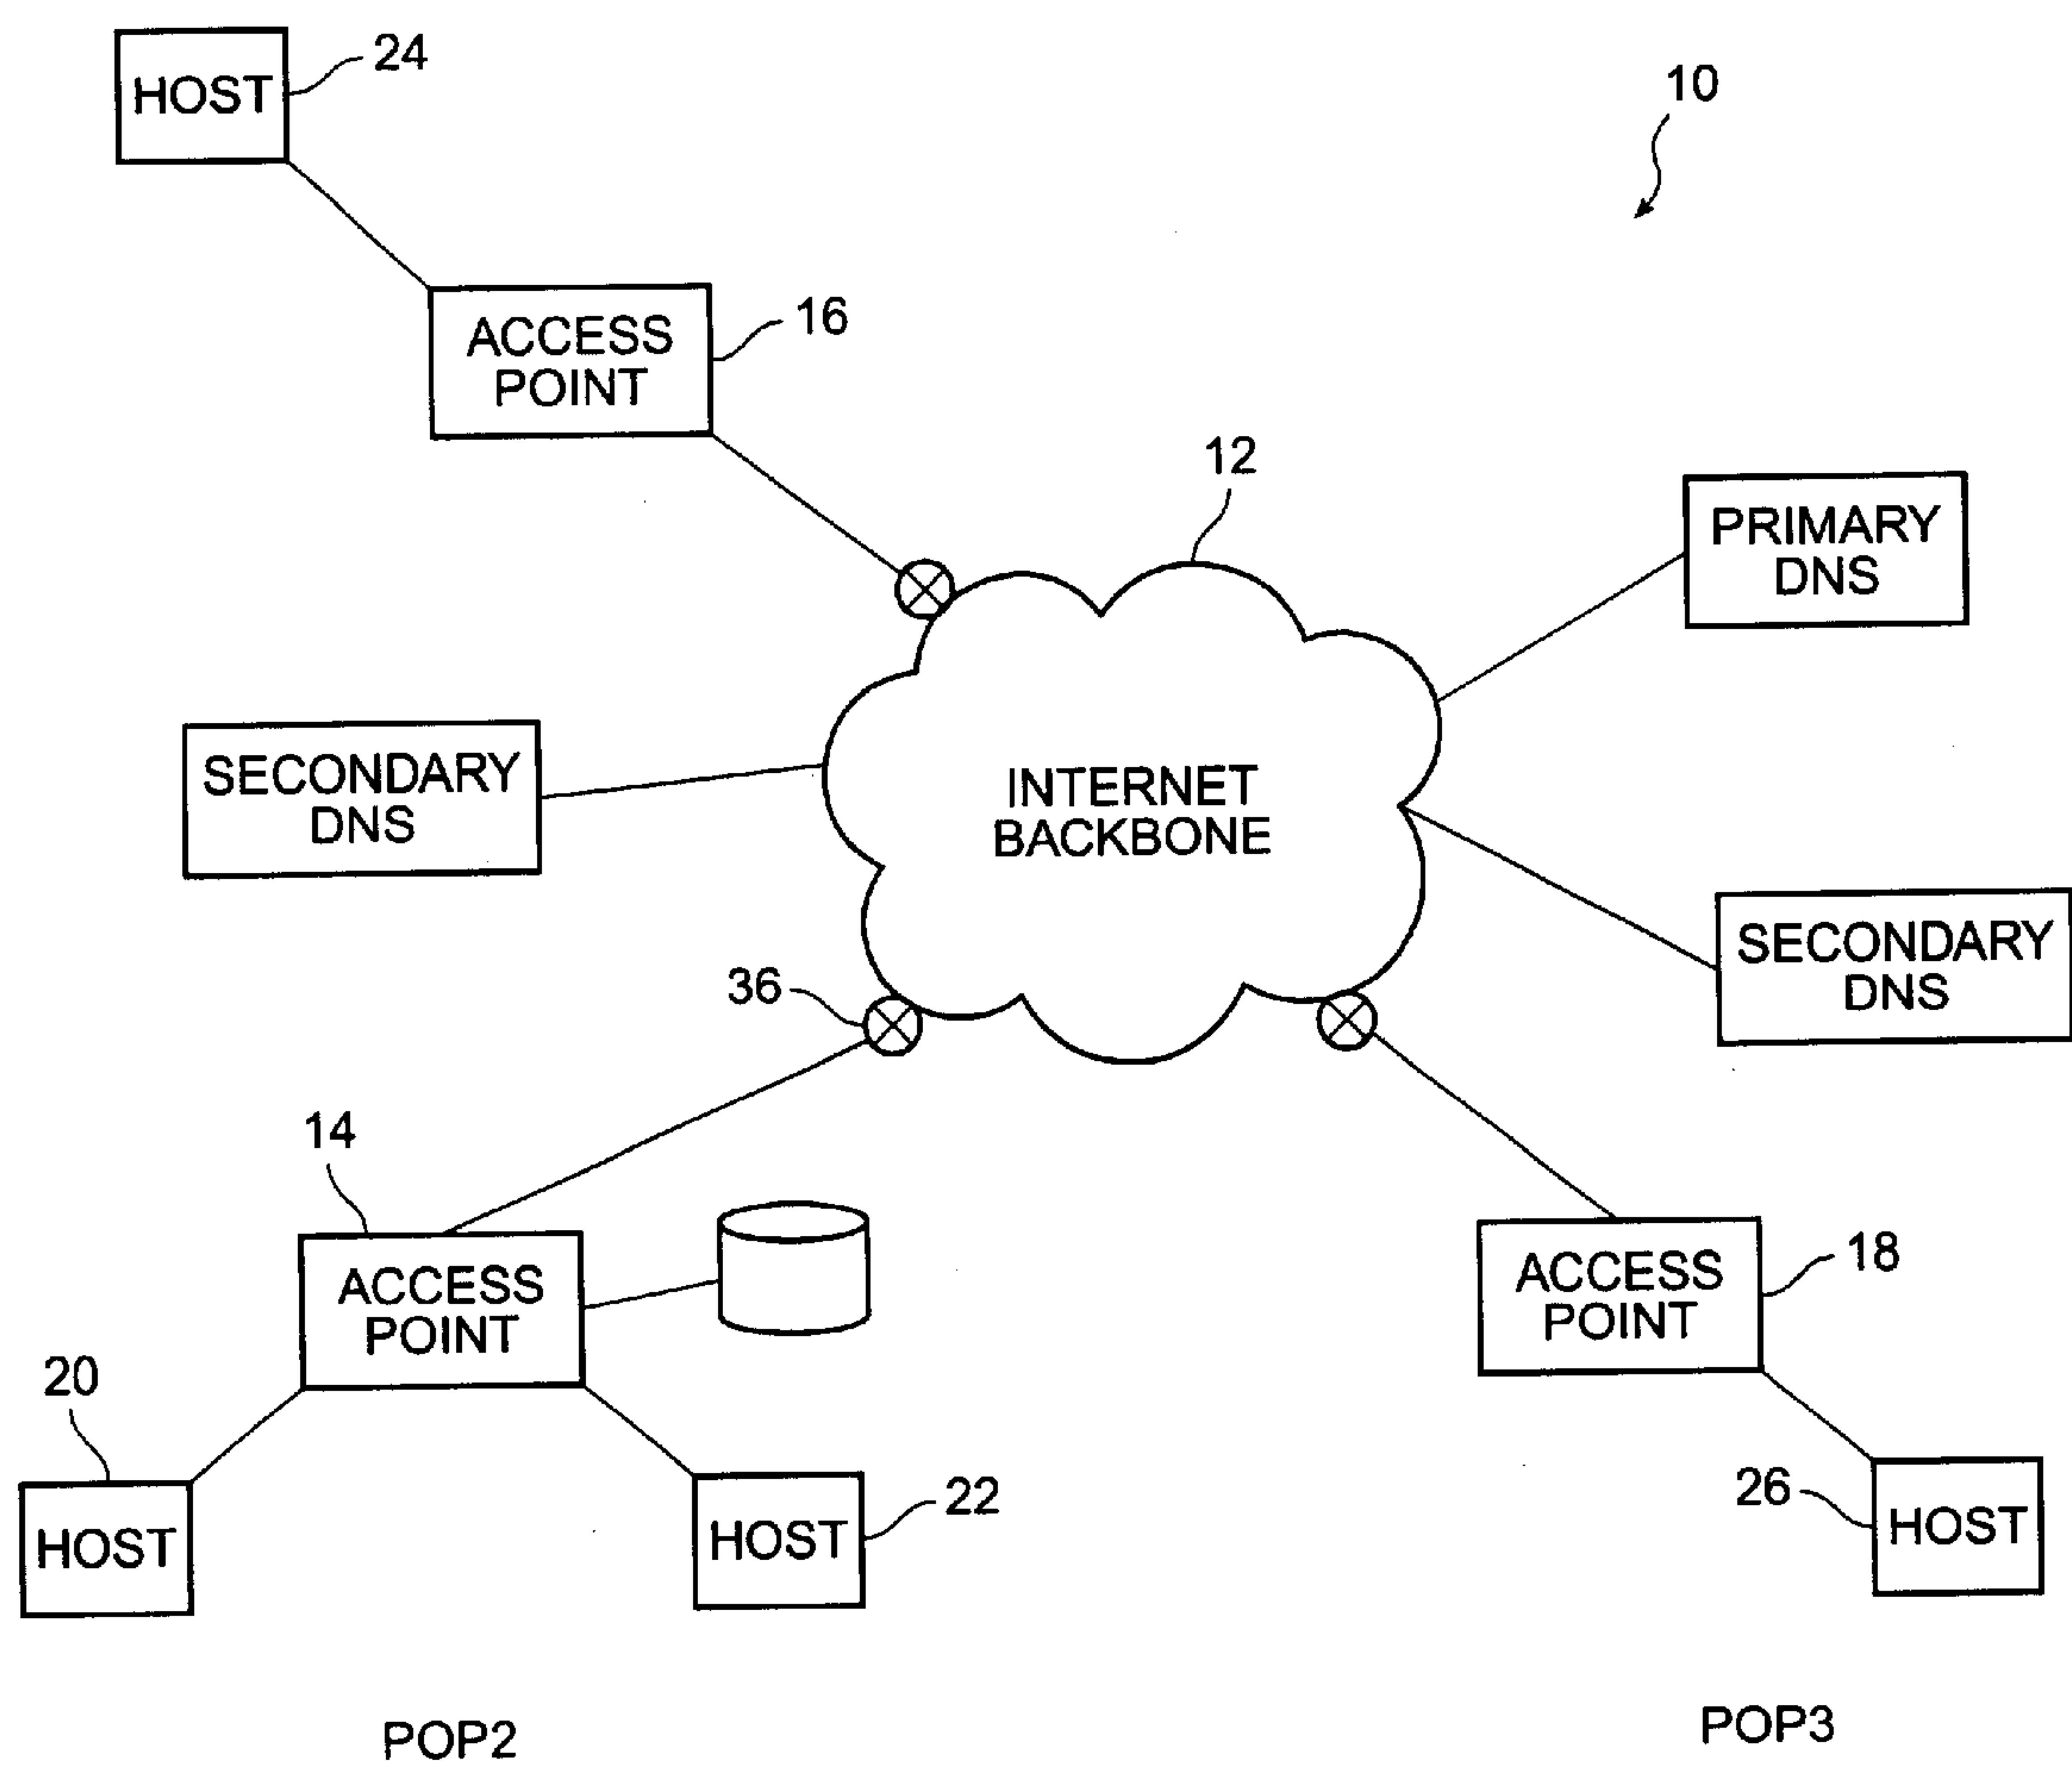 24
HOST
10
16
ACCESS
POINT
12
PRIMARY
DNS
SECONDARY
DNS
INTERNET
BACKBONE
SECONDARY
DNS
36
14
ACCESS
POINT
18
ACCESS
POINT
20
HOST
22
HOST
26
HOST
POP2
POP3